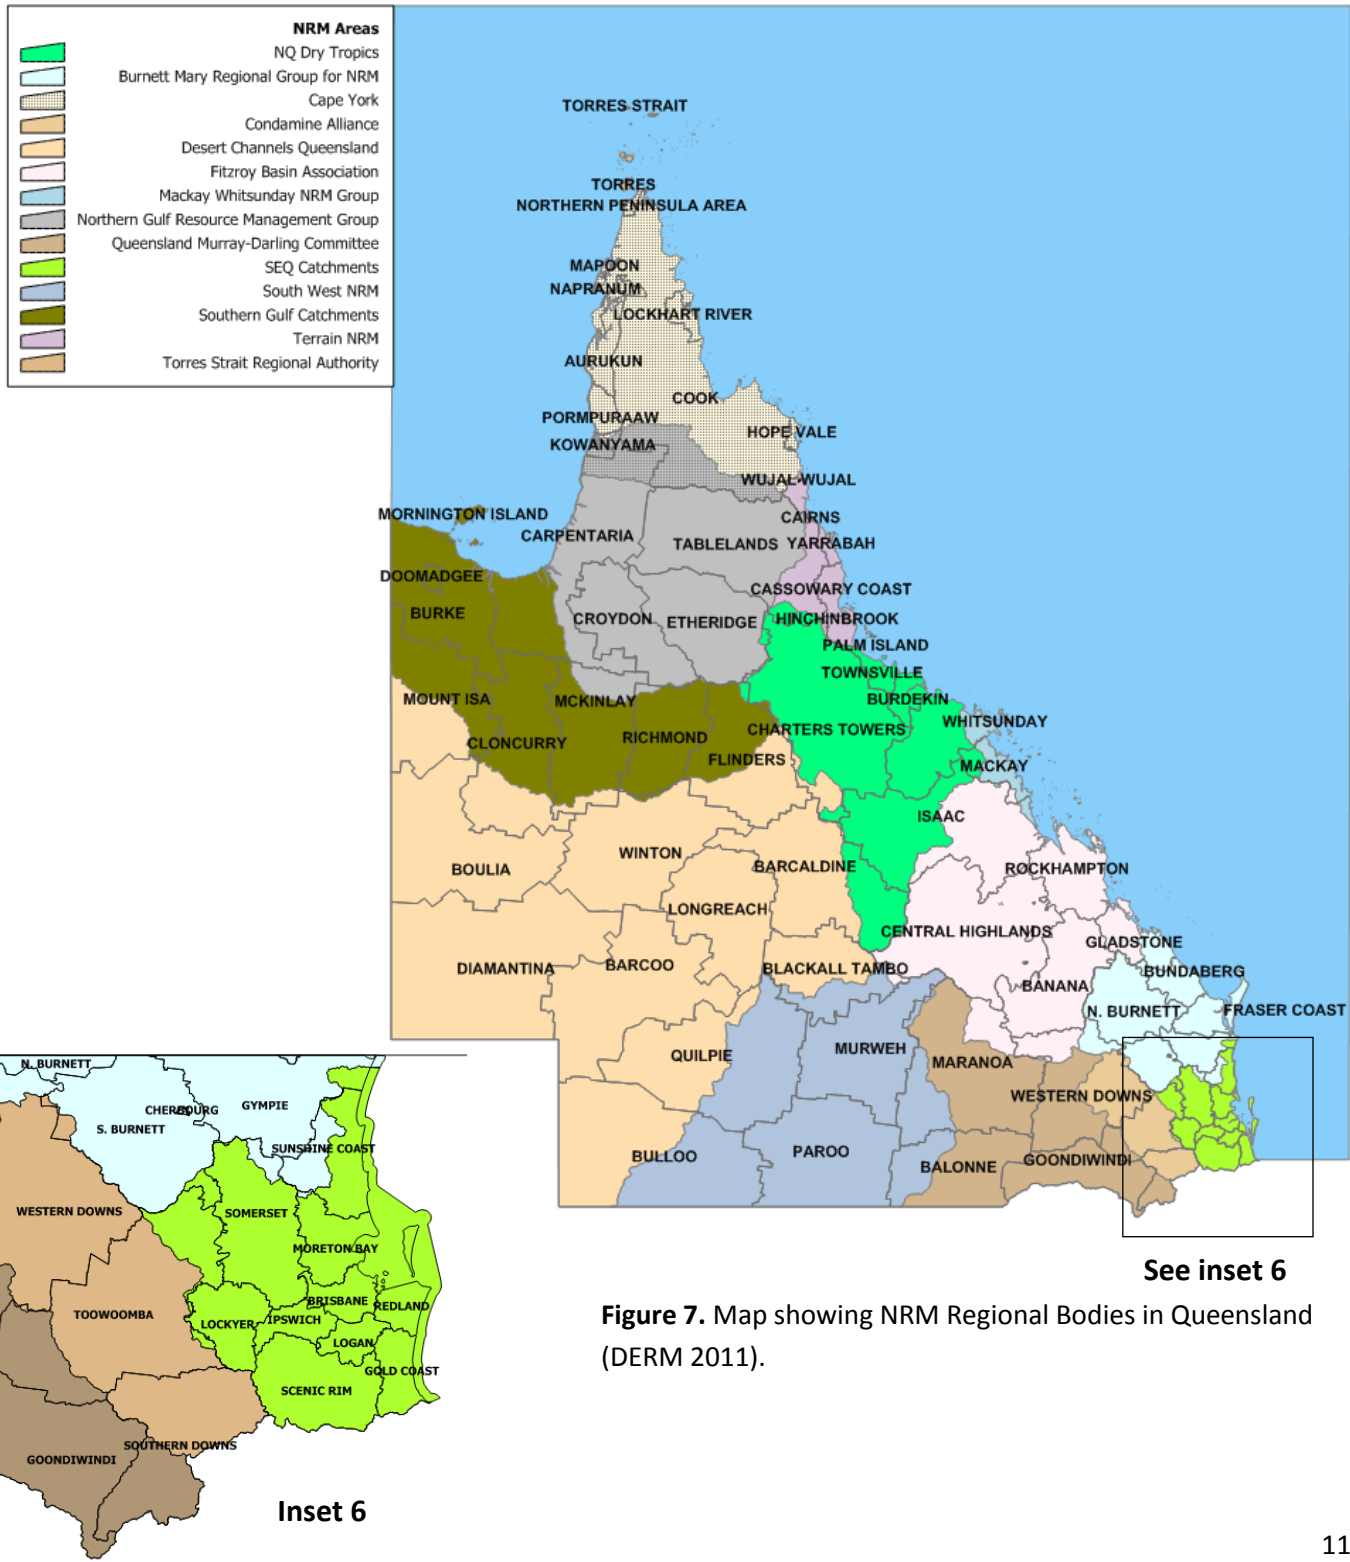 NRM Areas
NQ Dry Tropics
Burnett Mary Regional Group for NRM
Cape York
Condamine Alliance
Desert Channels Queensland
Fitzroy Basin Association
Mackay Whitsunday NRM Group
Northern Gulf Resource Management Group
Queensland Murray-Darling Committee
SEQ Catchments
South West NRM
Southern Gulf Catchments
Terrain NRM
Torres Strait Regional Authority
TORRES STRAIT
TORRES
NORTHERN PENINSULA AREA
MAPOON
NAPRANUM
LOCKHART RIVER
AURUKUN
COOK
PORMPURAAW
HOPE VALE
KOWANYAMA
WUJAL-WUJAL
MORNINGTON ISLAND
CAIRNS
CARPENTARIA
TABLELANDS
YARRABAH
DOOMADGEE
CASSOWARY COAST
BURKE
CROYDON
ETHERIDGE
HINCHINBROOK
PALM ISLAND
TOWNSVILLE
MOUNT ISA
MCKINLAY
BURDEKIN
WHITSUNDAY
CLONCURRY
RICHMOND
CHARTERS TOWERS
FLINDERS
MACKAY
ISAAC
WINTON
BOULIA
BARCALDINE
ROCKHAMPTON
LONGREACH
CENTRAL HIGHLANDS
GLADSTONE
DIAMANTINA
BARCOO
BLACKALL TAMBO
BUNDABERG
BANANA
N. BURNETT
FRASER COAST
QUILPIE
MURWEH
MARANOA
WESTERN DOWNS
BULLOO
PAROO
BALONNE
GOONDIWINDI
See inset 6
N. BURNETT
CHERBOURG
GYMPIE
S. BURNETT
SUNSHINE COAST
WESTERN DOWNS
SOMERSET
MORETON BAY
BRISBANE
REDLAND
TOOWOOMBA
LOCKYER
IPSWICH
LOGAN
GOLD COAST
SCENIC RIM
SOUTHERN DOWNS
GOONDIWINDI
Inset 6
Figure 7. Map showing NRM Regional Bodies in Queensland
(DERM 2011).
11